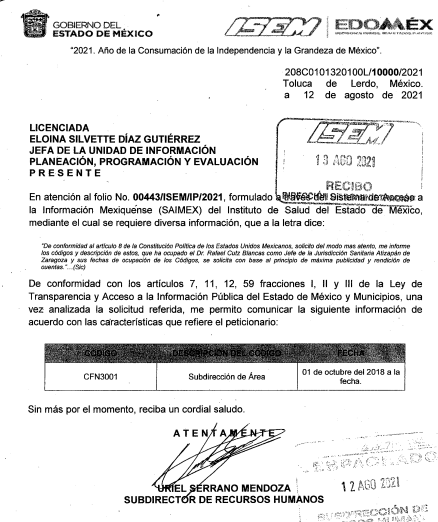 GOBIERNO DEL
ESTADO DE MÉXICO
ISEM
EDOMÉX
"2021. Año de la Consumación de la Independencia y la Grandeza de México".
208C0101320100L/10000/2021
Toluca de Lerdo, México.
a 12 de agosto de 2021
LICENCIADA
ELOINA SILVETTE DÍAZ GUTIÉRREZ
JEFA DE LA UNIDAD DE INFORMACIÓN
PLANEACIÓN, PROGRAMACIÓN Y EVALUACIÓN
P R E S E N T E
ISEM
13 AGO 2021
RECIBO
En atención al folio No. 00443/ISEM/IP/2021, formulado a través del Sistema de Acceso a
la Información Mexiquense (SAIMEX) del Instituto de Salud del Estado de México,
mediante el cual se requiere diversa información, que a la letra dice:
"De conformidad al artículo 8 de la Constitución Política de los Estados Unidos Mexicanos, solicito del modo mas atento, me informe
los códigos y descripción de estos, que ha ocupado el Dr. Rafael Cutz Blancas como Jefe de la Jurisdicción Sanitaria Atizapán de
Zaragoza y sus fechas de ocupación de los Códigos, se solicita con base al principio de máxima publicidad y rendición de
cuentas."...(Sic)
De conformidad con los artículos 7, 11, 12, 59 fracciones I, II y III de la Ley de
Transparencia y Acceso a la Información Pública del Estado de México y Municipios, una
vez analizada la solicitud referida, me permito comunicar la siguiente información de
acuerdo con las características que refiere el peticionario:
CÓDIGO DESCRIPCIÓN DEL CÓDIGO FECHA
CFN3001 Subdirección de Área 01 de octubre del 2018 a la
fecha.
Sin más por el momento, reciba un cordial saludo.
A T E N T A M E N T E
URIEL SERRANO MENDOZA
SUBDIRECTOR DE RECURSOS HUMANOS
12 AGO 2021
SUBDIRECCIÓN DE